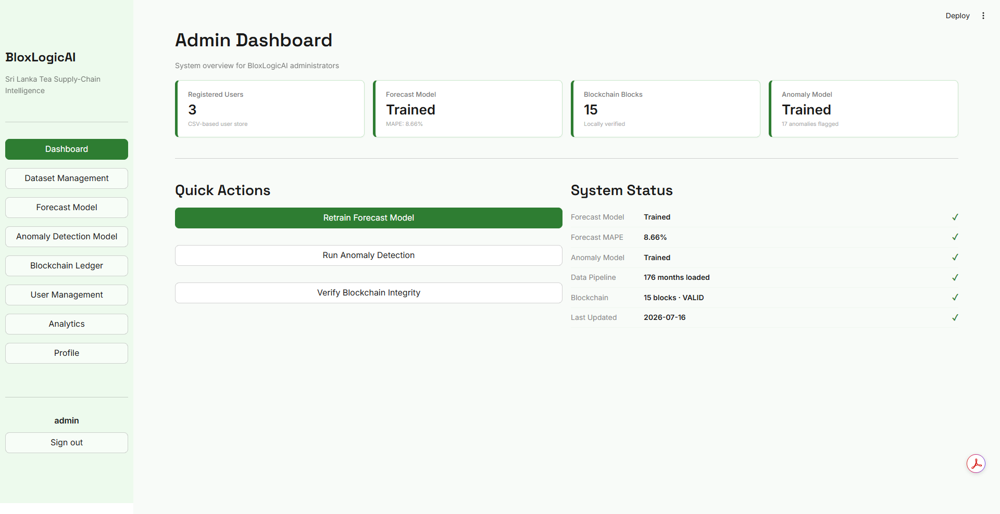 Deploy
BloxLogicAI
Sri Lanka Tea Supply-Chain
Intelligence
Dashboard
Dataset Management
Forecast Model
Anomaly Detection Model
Blockchain Ledger
User Management
Analytics
Profile
admin
Sign out
Admin Dashboard
System overview for BloxLogicAI administrators
Registered Users
3
CSV-based user store
Forecast Model
Trained
MAPE: 8.66%
Blockchain Blocks
15
Locally verified
Anomaly Model
Trained
17 anomalies flagged
Quick Actions
Retrain Forecast Model
Run Anomaly Detection
Verify Blockchain Integrity
System Status
Forecast Model Trained ✓
Forecast MAPE 8.66% ✓
Anomaly Model Trained ✓
Data Pipeline 176 months loaded ✓
Blockchain 15 blocks · VALID ✓
Last Updated 2026-07-16 ✓